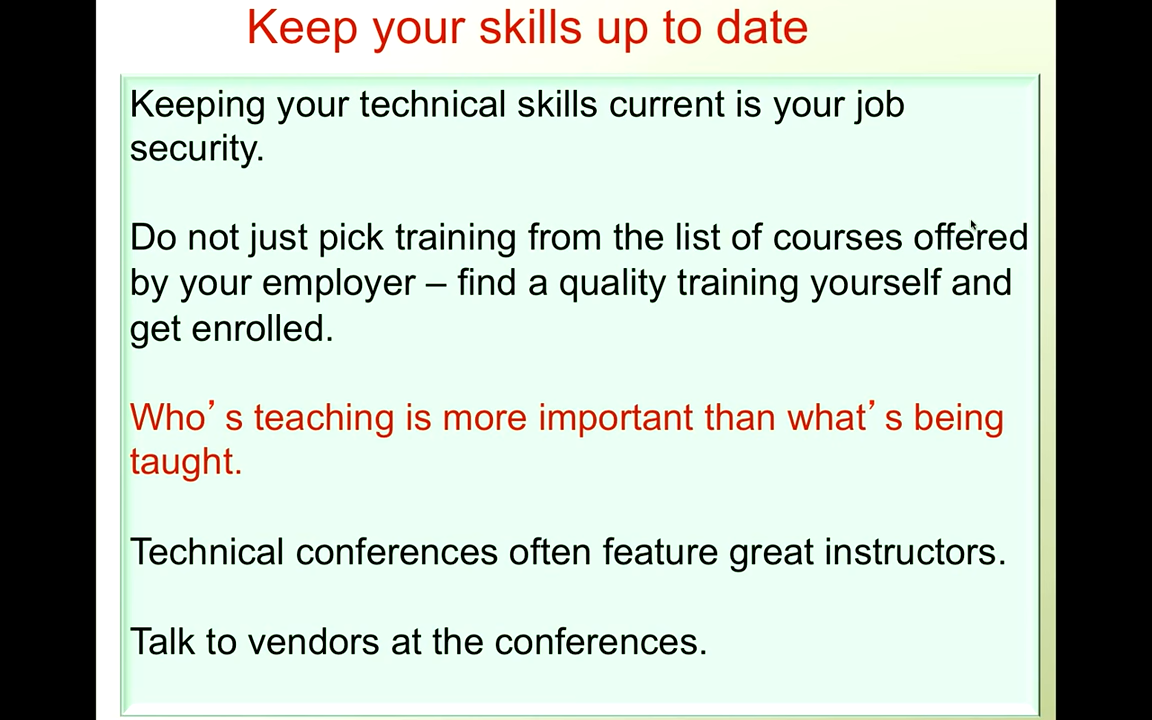 Keep your skills up to date
Keeping your technical skills current is your job
security.
Do not just pick training from the list of courses offered
by your employer – find a quality training yourself and
get enrolled.
Who’s teaching is more important than what’s being
taught.
Technical conferences often feature great instructors.
Talk to vendors at the conferences.